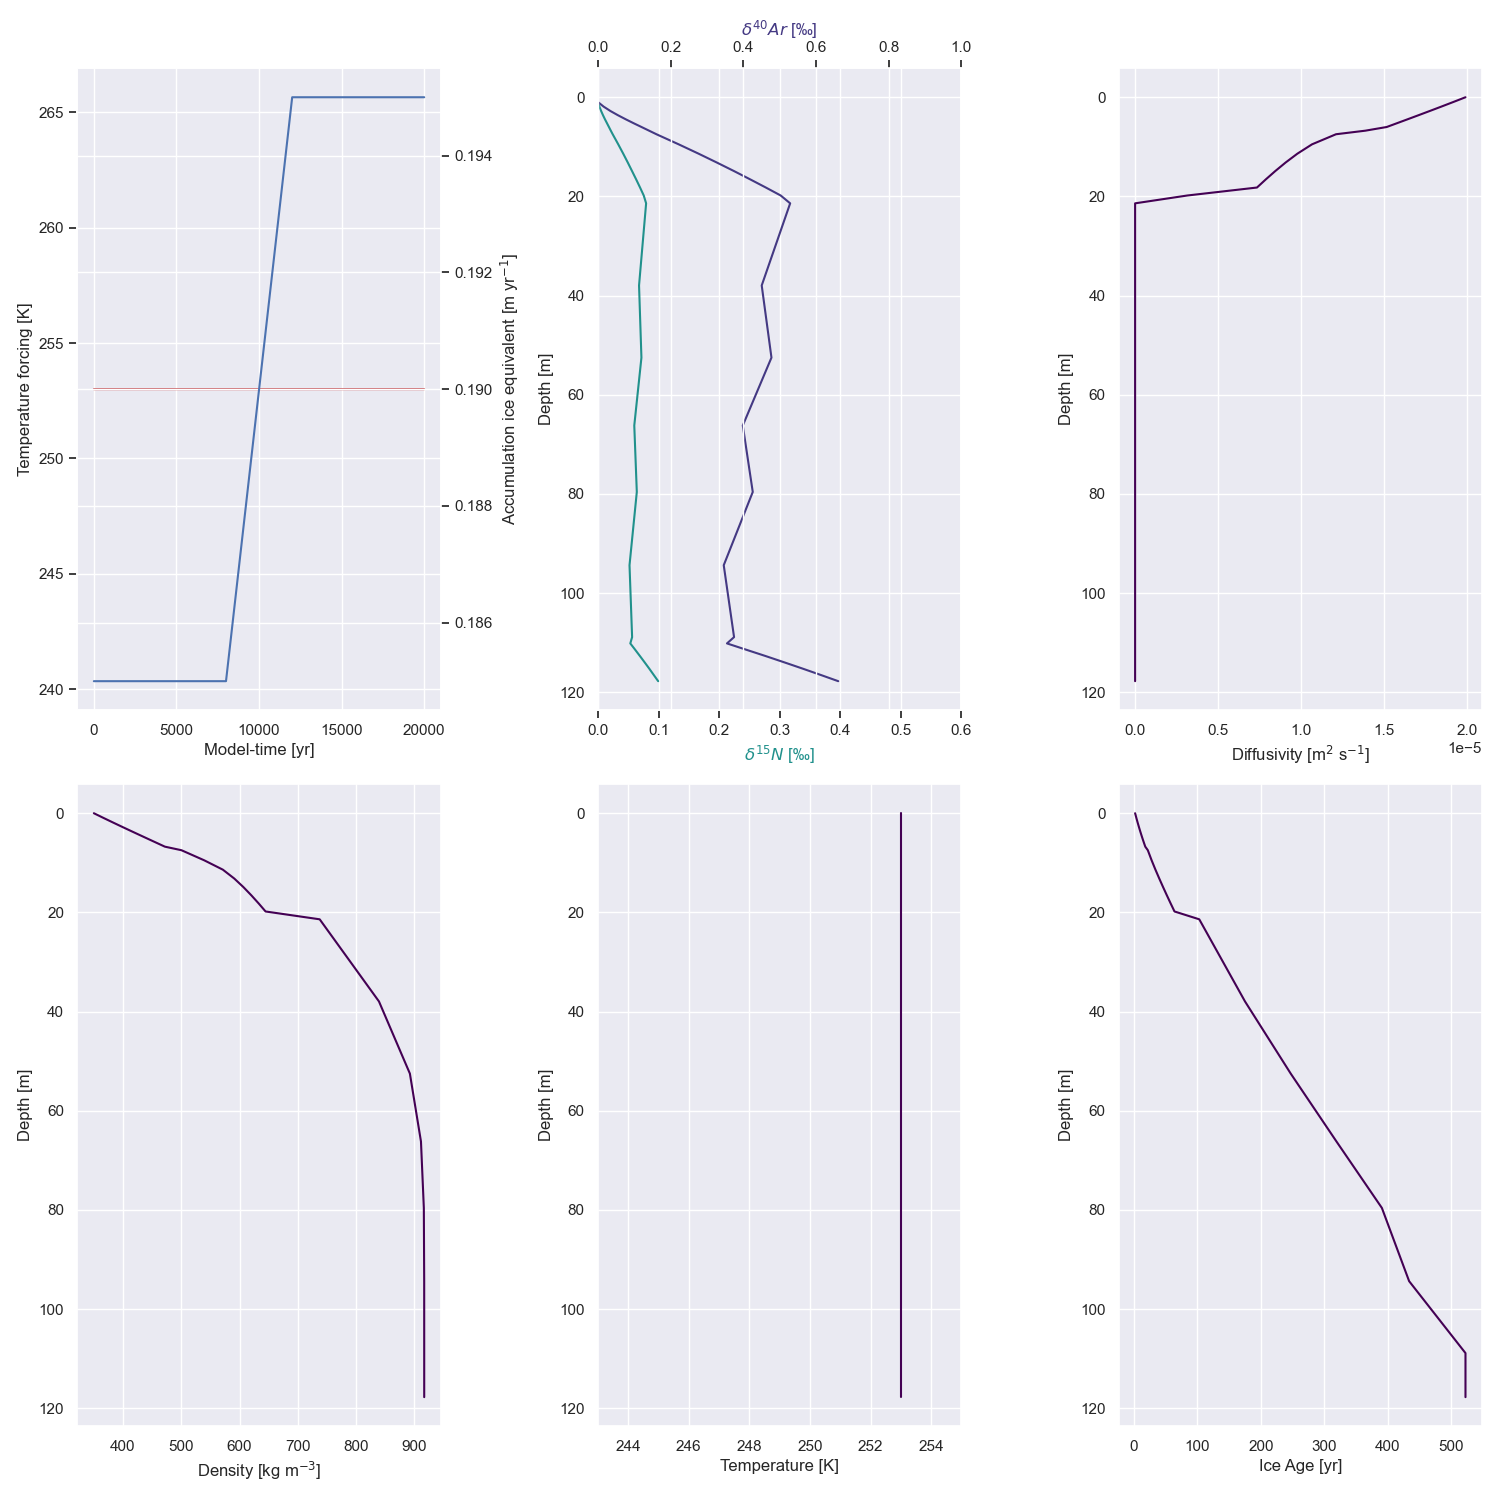 δ⁴⁰Ar [‰]
0.0 0.2 0.4 0.6 0.8 1.0
265
260
255
250
245
240
Temperature forcing [K]
0 5000 10000 15000 20000
Model-time [yr]
0.194
0.192
0.190
0.188
0.186
Accumulation ice equivalent [m yr⁻¹]
0
20
40
60
80
100
120
Depth [m]
0.0 0.1 0.2 0.3 0.4 0.5 0.6
δ¹⁵N [‰]
0
20
40
60
80
100
120
Depth [m]
0.0 0.5 1.0 1.5 2.0
1e−5
Diffusivity [m² s⁻¹]
0
20
40
60
80
100
120
Depth [m]
400 500 600 700 800 900
Density [kg m⁻³]
0
20
40
60
80
100
120
Depth [m]
244 246 248 250 252 254
Temperature [K]
0
20
40
60
80
100
120
Depth [m]
0 100 200 300 400 500
Ice Age [yr]